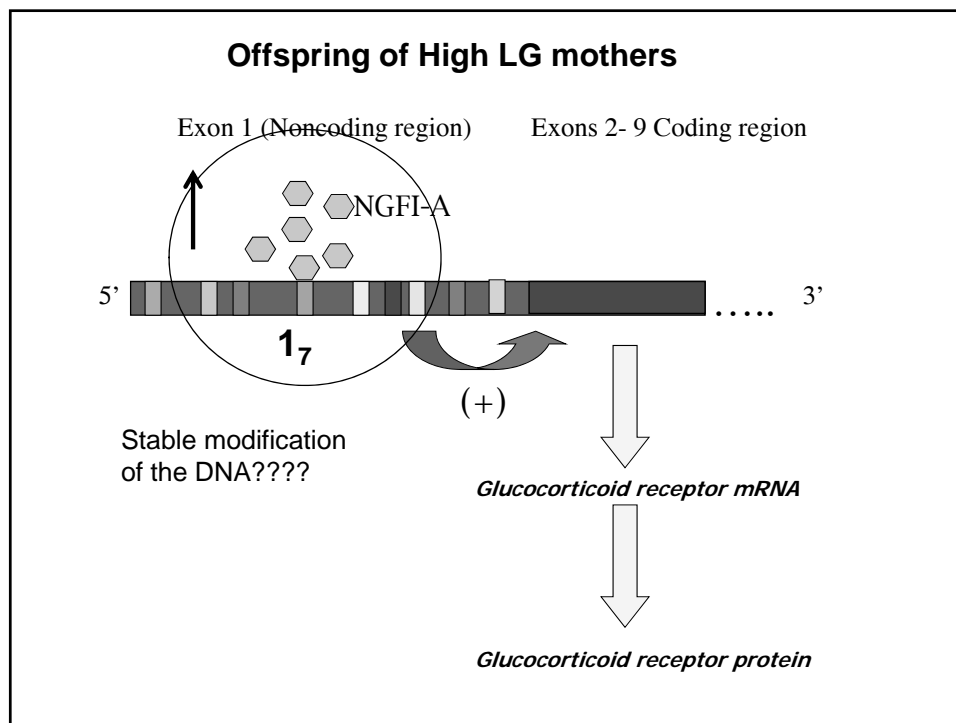 Offspring of High LG mothers
Exon 1 (Noncoding region)
Exons 2- 9 Coding region
NGFI-A
5’
3’
.....
1₇
(+)
Stable modification
of the DNA????
Glucocorticoid receptor mRNA
Glucocorticoid receptor protein